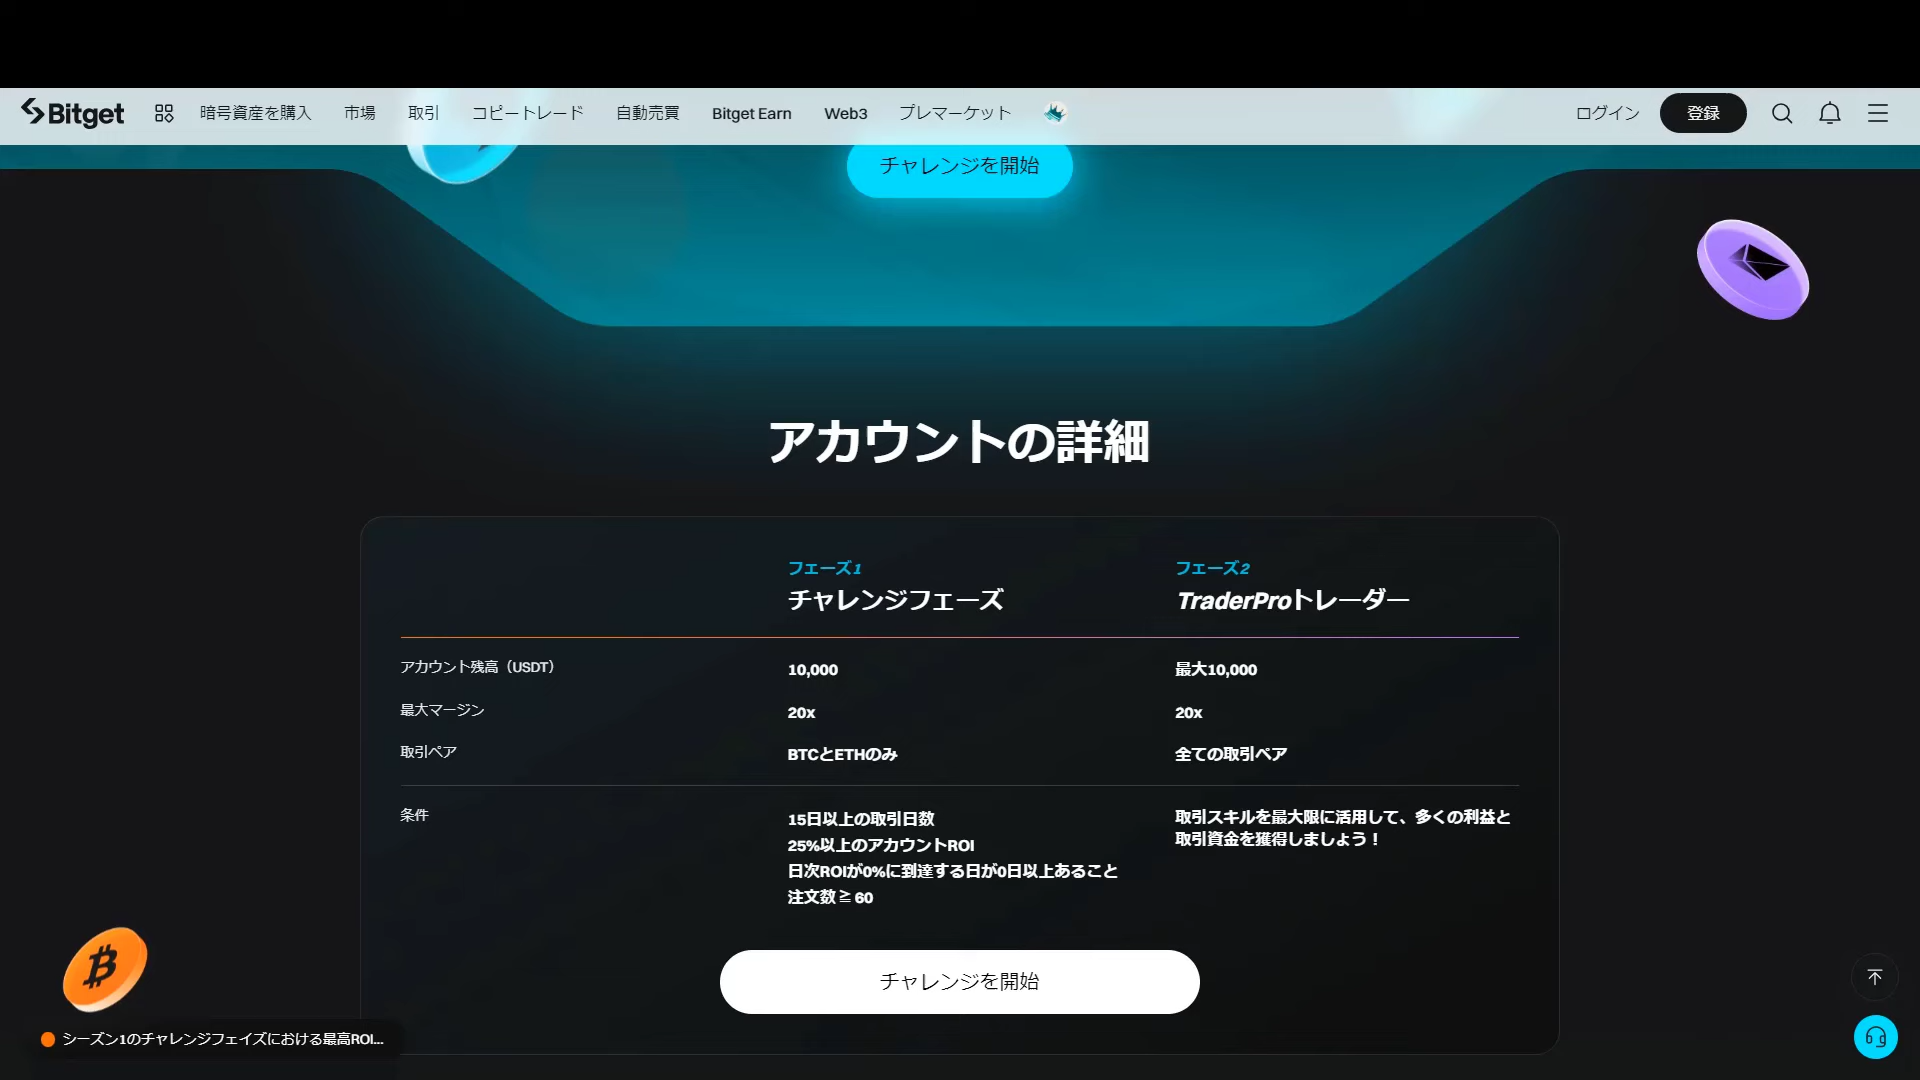 Bitget 暗号資産を購入 市場 取引 コピートレード 自動売買 Bitget Earn Web3 プレマーケット ログイン 登録
チャレンジを開始
アカウントの詳細
フェーズ1 フェーズ2
チャレンジフェーズ TraderProトレーダー
アカウント残高（USDT） 10,000 最大10,000
最大マージン 20x 20x
取引ペア BTCとETHのみ 全ての取引ペア
条件
15日以上の取引日数
25%以上のアカウントROI
日次ROIが0%に到達する日が0日以上あること
注文数 ≧ 60
取引スキルを最大限に活用して、多くの利益と
取引資金を獲得しましょう！
チャレンジを開始
シーズン1のチャレンジフェイズにおける最高ROI...